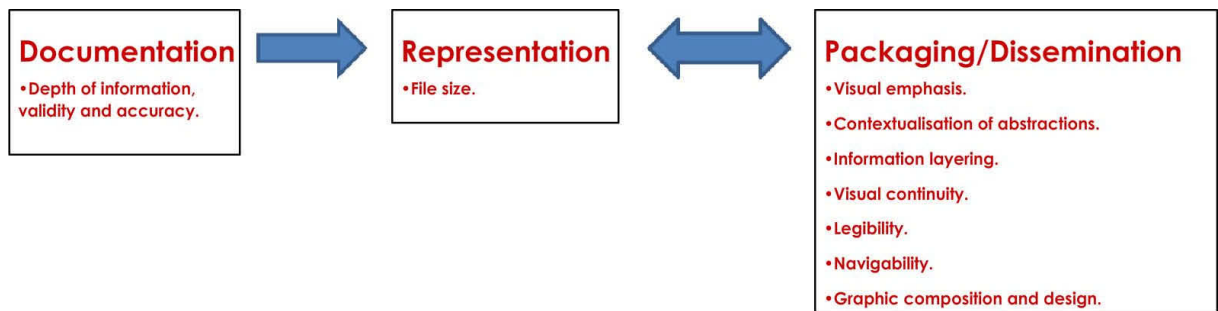 Documentation
•Depth of information,
validity and accuracy.
Representation
•File size.
Packaging/Dissemination
•Visual emphasis.
•Contextualisation of abstractions.
•Information layering.
•Visual continuity.
•Legibility.
•Navigability.
•Graphic composition and design.